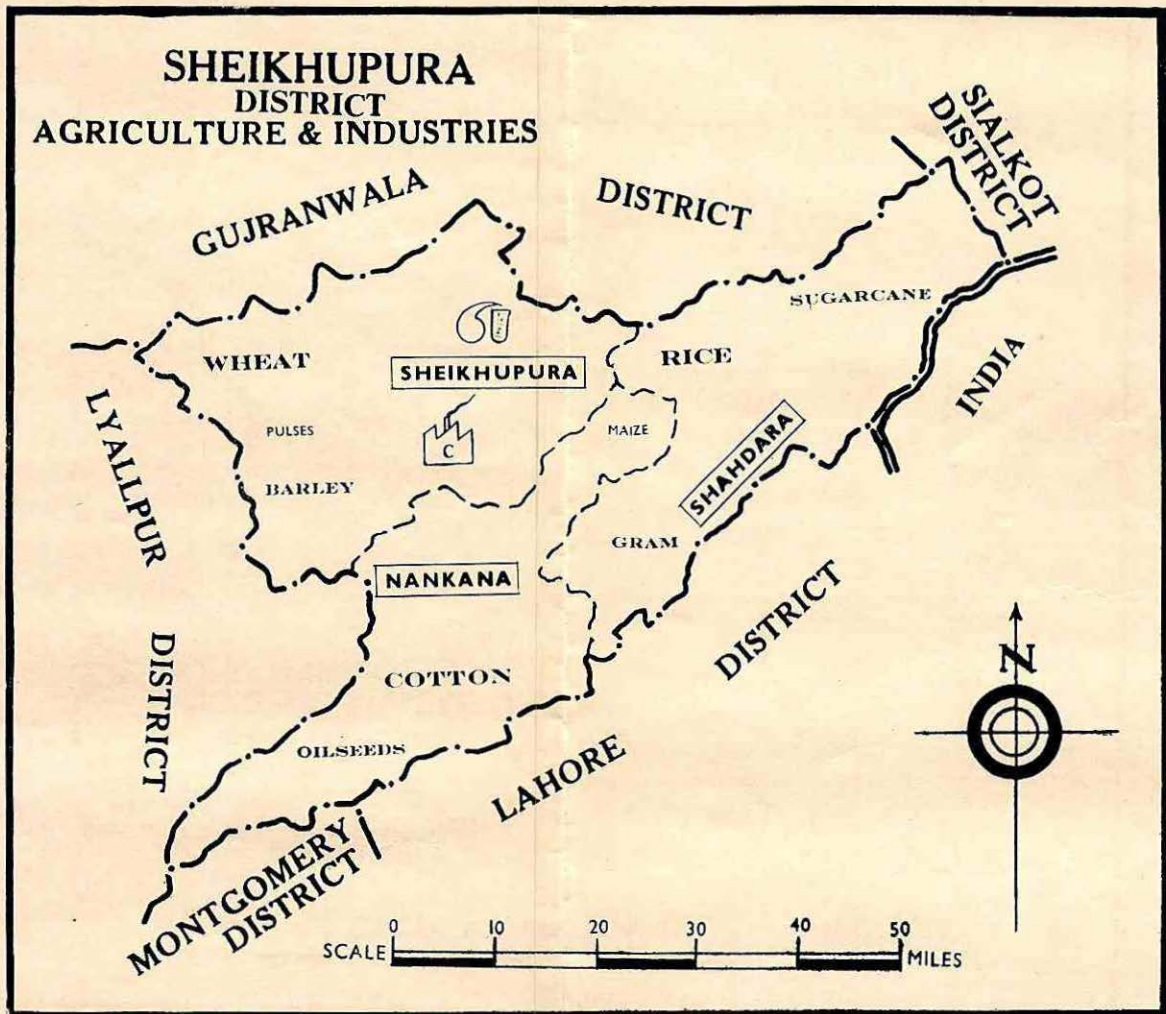 SHEIKHUPURA
DISTRICT
AGRICULTURE & INDUSTRIES
GUJRANWALA
DISTRICT
SIALKOT
DISTRICT
SUGARCANE
WHEAT
SHEIKHUPURA
RICE
INDIA
LYALLPUR
DISTRICT
PULSES
C
MAIZE
BARLEY
SHAHDARA
GRAM
NANKANA
COTTON
OILSEEDS
LAHORE
DISTRICT
MONTGOMERY
DISTRICT
N
0 10 20 30 40 50
SCALE MILES